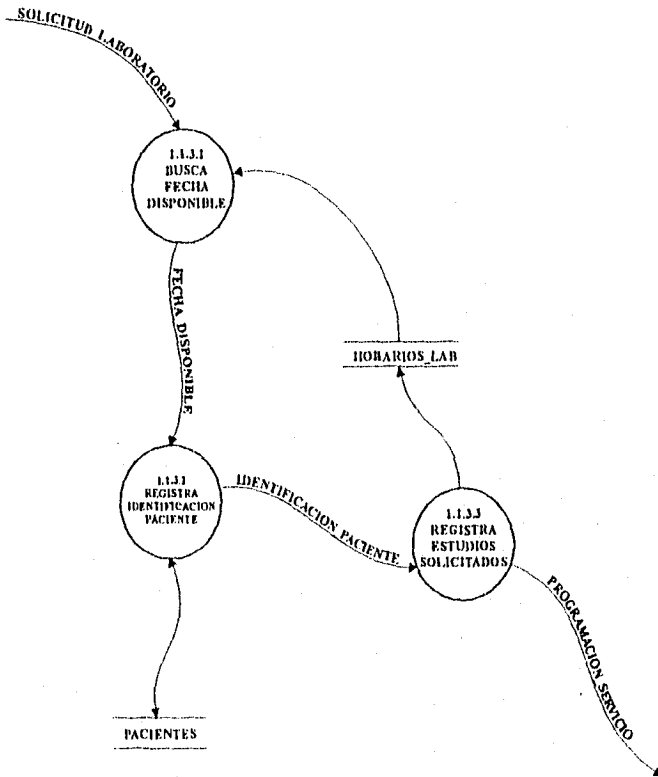 SOLICITUD LABORATORIO
1.1.3.1
BUSCA
FECHA
DISPONIBLE
FECHA DISPONIBLE
HORARIOS_LAB
1.1.3.1
REGISTRA
IDENTIFICACION
PACIENTE
IDENTIFICACION PACIENTE
1.1.3.3
REGISTRA
ESTUDIOS
SOLICITADOS
PROGRAMACION SERVICIO
PACIENTES